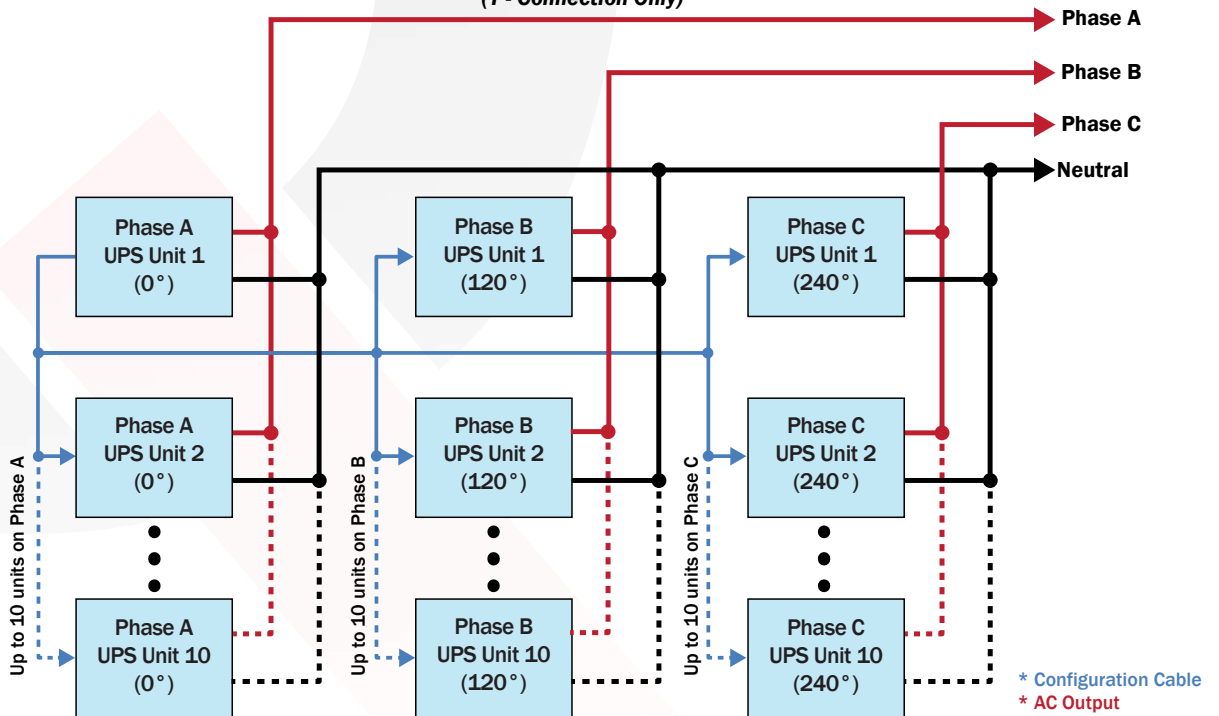 (Y - Connection Only)
Phase A
Phase B
Phase C
Neutral
Phase A
UPS Unit 1
(0°)
Phase B
UPS Unit 1
(120°)
Phase C
UPS Unit 1
(240°)
Phase A
UPS Unit 2
(0°)
Phase B
UPS Unit 2
(120°)
Phase C
UPS Unit 2
(240°)
Up to 10 units on Phase A
Up to 10 units on Phase B
Up to 10 units on Phase C
Phase A
UPS Unit 10
(0°)
Phase B
UPS Unit 10
(120°)
Phase C
UPS Unit 10
(240°)
* Configuration Cable
* AC Output